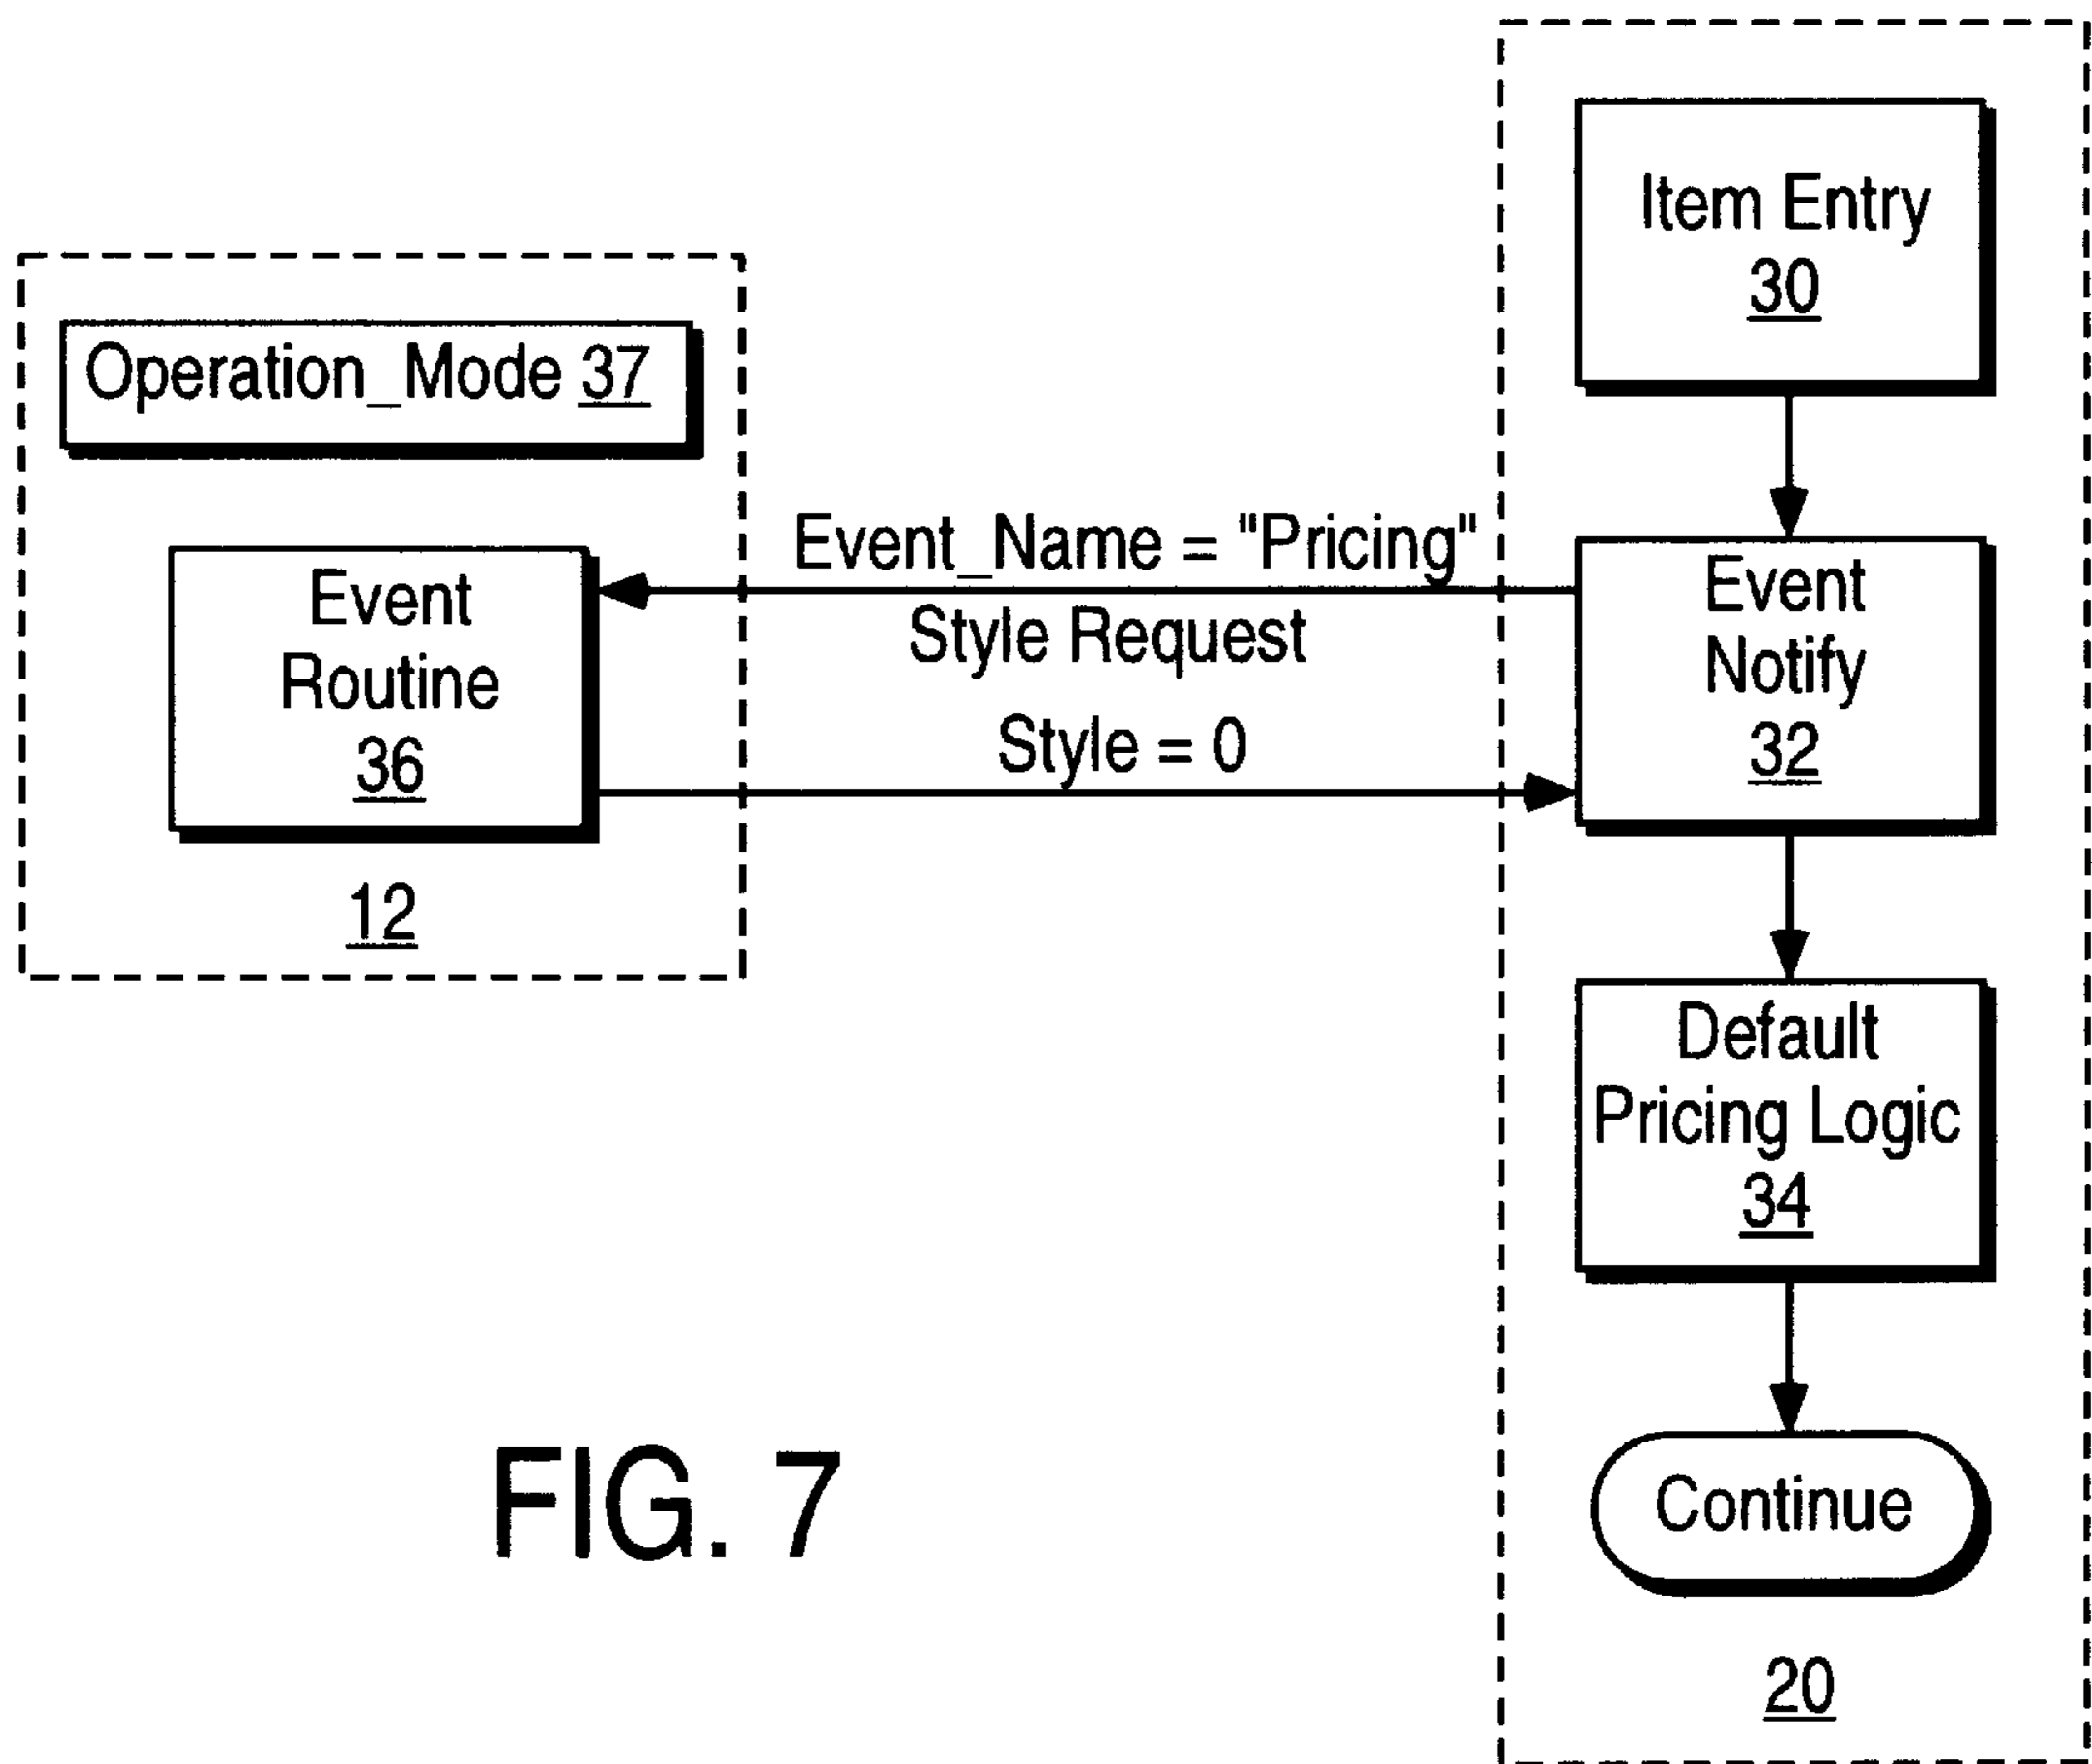 Item Entry
30
Operation_Mode 37
Event_Name = "Pricing"
Style Request
Style = 0
Event
Routine
36
12
Event
Notify
32
Default
Pricing Logic
34
Continue
20
FIG. 7